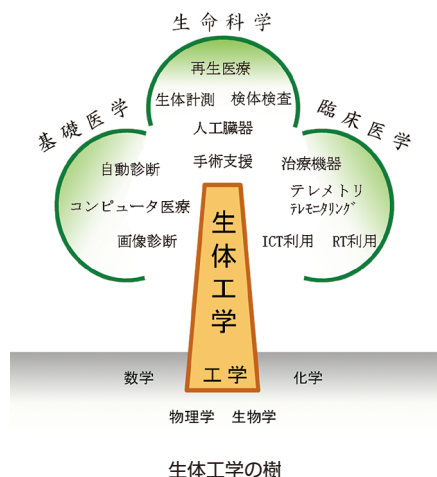 生命科学
基礎医学
臨床医学
再生医療
生体計測 検体検査
人工臓器
手術支援
自動診断
コンピュータ医療
画像診断
治療機器
テレメトリ
ﾃﾚﾓﾆﾀﾘﾝｸﾞ
ICT利用 RT利用
生体工学
工学
数学
化学
物理学 生物学
生体工学の樹